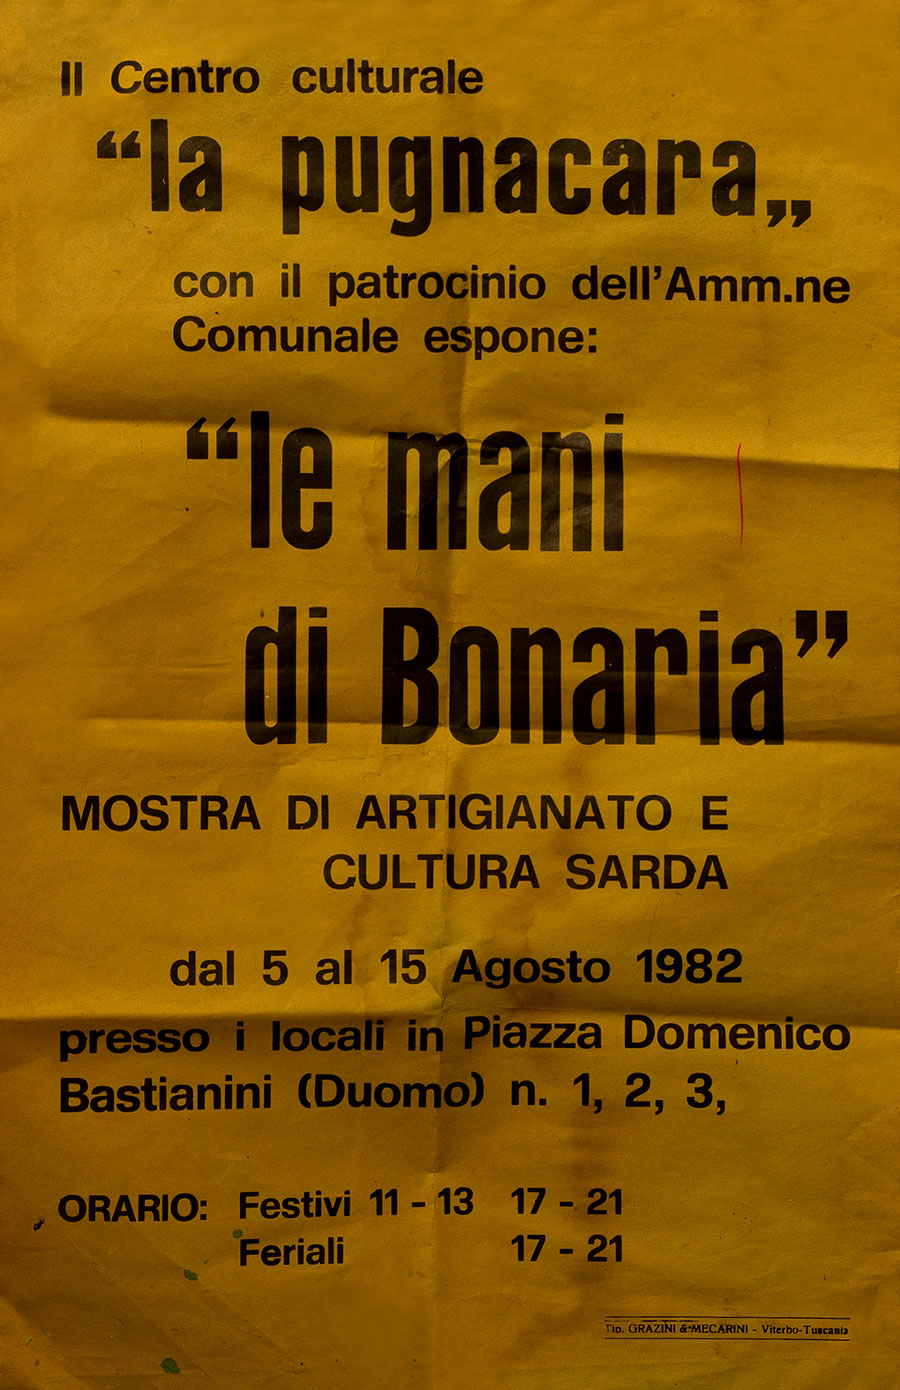 Il Centro culturale
“la pugnacara„
con il patrocinio dell'Amm.ne
Comunale espone:
“le mani
di Bonaria”
MOSTRA DI ARTIGIANATO E
CULTURA SARDA
dal 5 al 15 Agosto 1982
presso i locali in Piazza Domenico
Bastianini (Duomo) n. 1, 2, 3,
ORARIO: Festivi 11 - 13 17 - 21
Feriali 17 - 21
Tip. GRAZINI & MECARINI - Viterbo-Tuscania